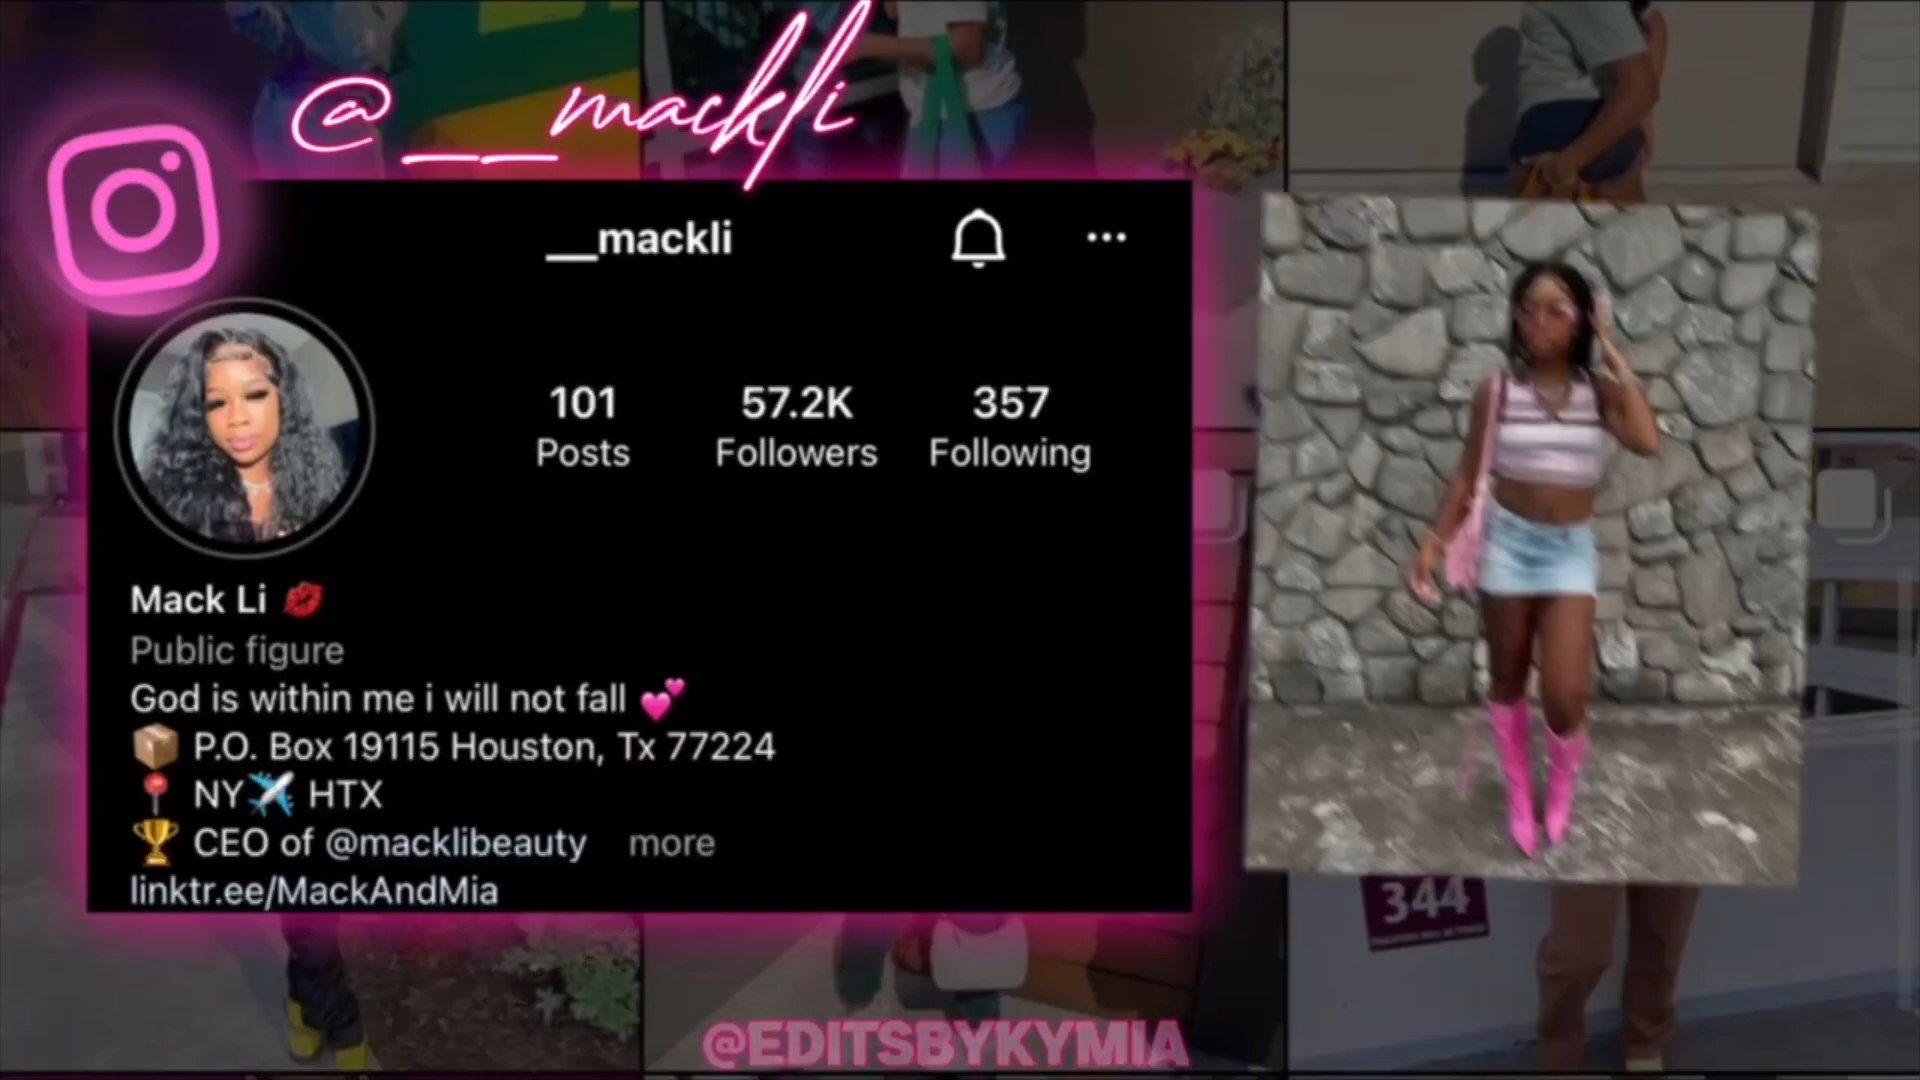 @__mackli
__mackli
101 57.2K 357
Posts Followers Following
Mack Li 💋
Public figure
God is within me i will not fall 💕
📦 P.O. Box 19115 Houston, Tx 77224
📍 NY✈️ HTX
🏆 CEO of @macklibeauty more
linktr.ee/MackAndMia
344
@EDITSBYKYMIA